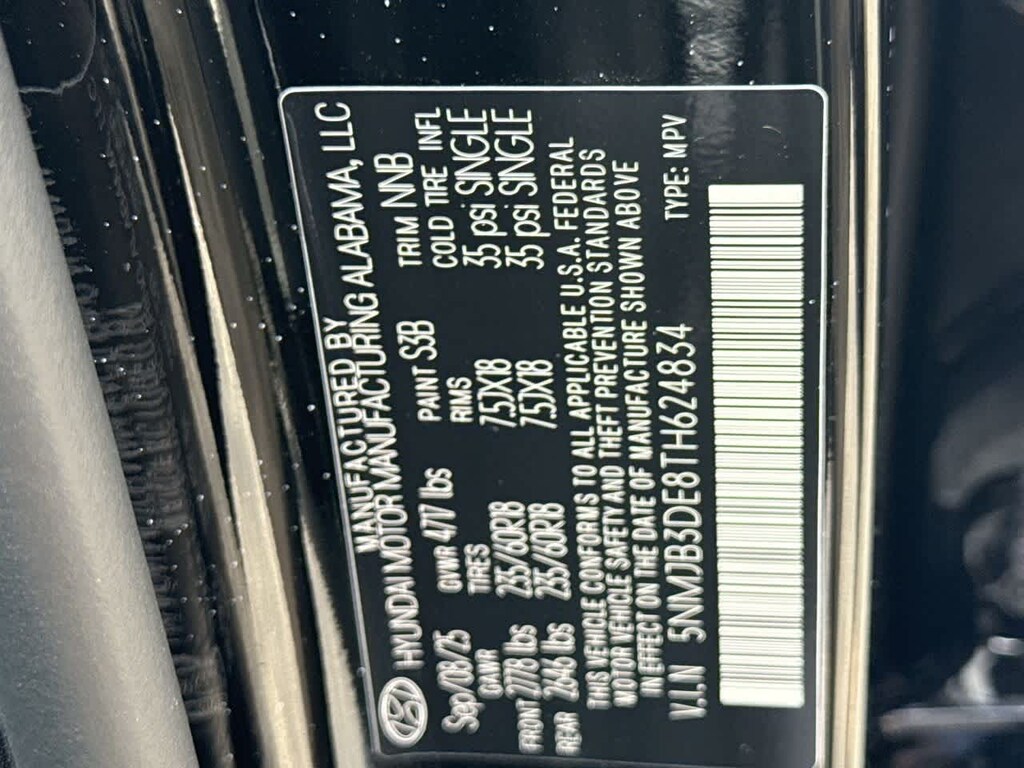 MANUFACTURED BY
HYUNDAI MOTOR MANUFACTURING ALABAMA, LLC
Sep/08/25 GVWR 4717 lbs PAINT S3B TRIM NNB
GAWR TIRES RIMS COLD TIRE INFL
FRONT 2778 lbs 235/60R18 7.5JX18 35 psi SINGLE
REAR 2646 lbs 235/60R18 7.5JX18 35 psi SINGLE
THIS VEHICLE CONFORMS TO ALL APPLICABLE U.S.A. FEDERAL
MOTOR VEHICLE SAFETY AND THEFT PREVENTION STANDARDS
IN EFFECT ON THE DATE OF MANUFACTURE SHOWN ABOVE
V.I.N 5NMJB3DE8TH624834 TYPE: MPV